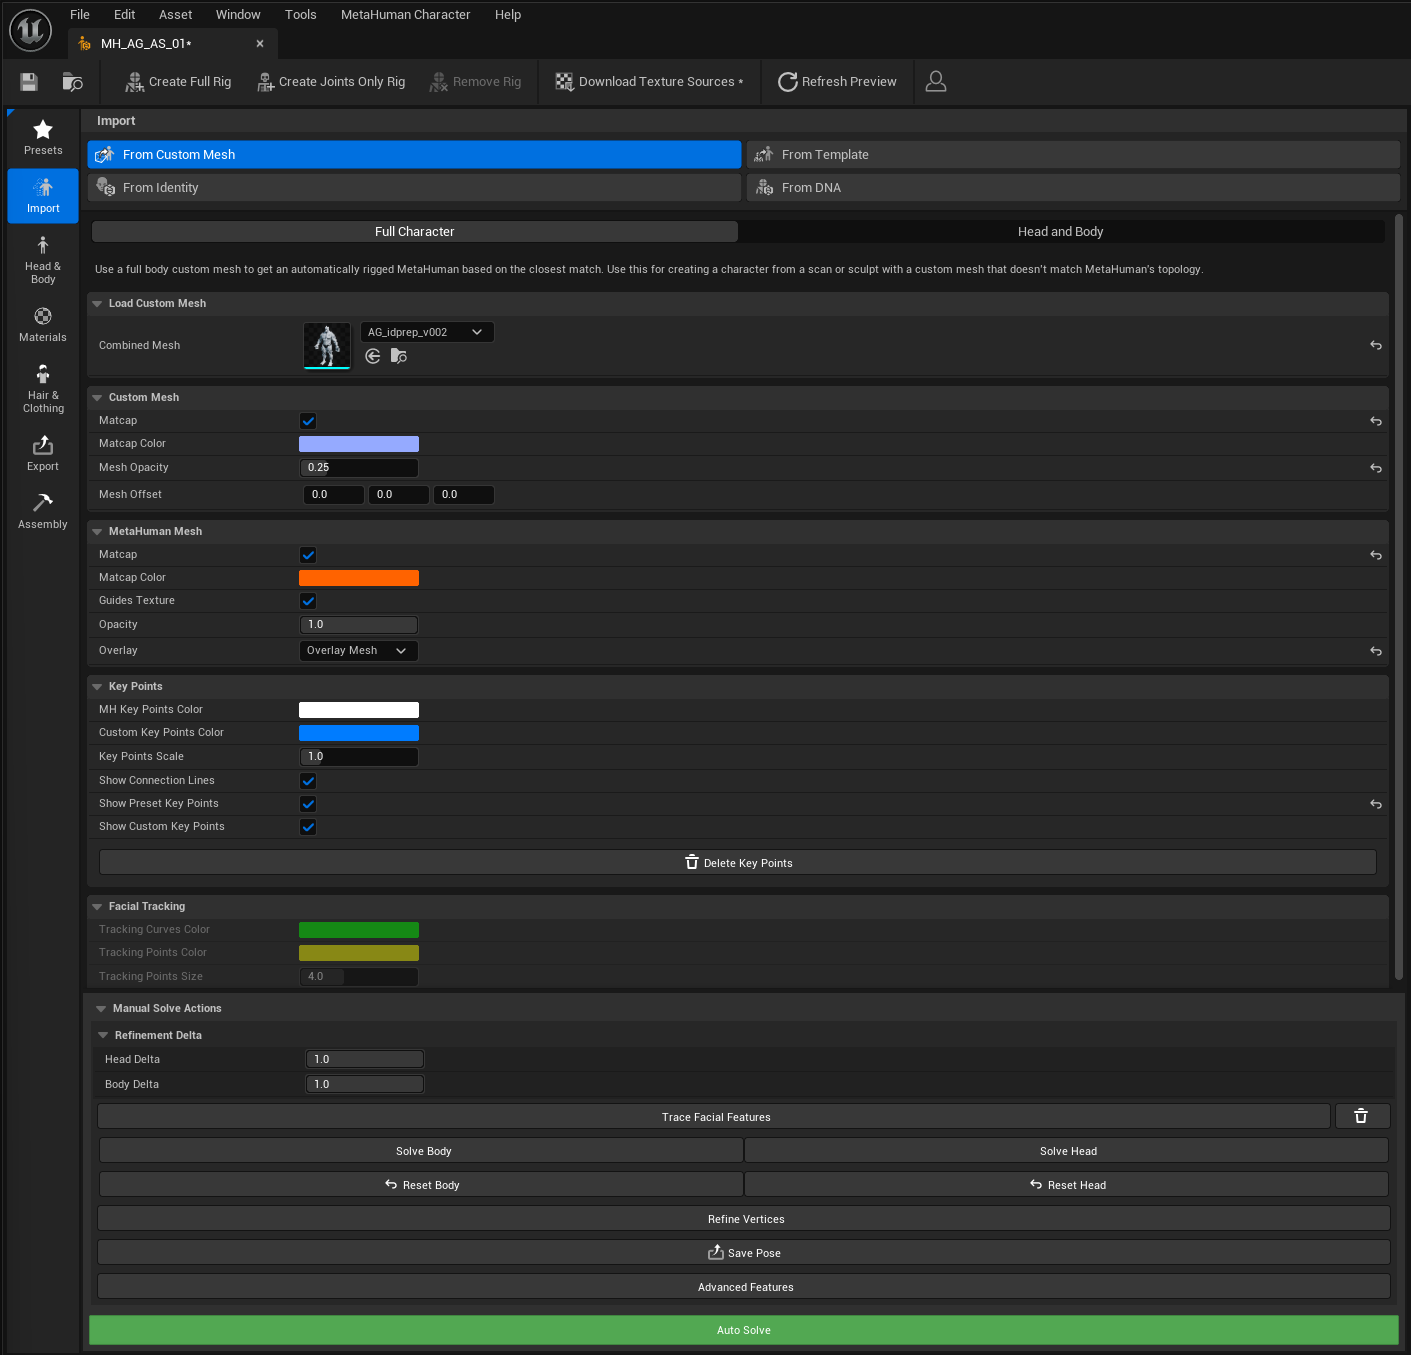 File Edit Asset Window Tools MetaHuman Character Help
MH_AG_AS_01*
Create Full Rig Create Joints Only Rig Remove Rig Download Texture Sources * Refresh Preview
Presets
Import
Head & Body
Materials
Hair & Clothing
Export
Assembly
Import
From Custom Mesh From Template
From Identity From DNA
Full Character Head and Body
Use a full body custom mesh to get an automatically rigged MetaHuman based on the closest match. Use this for creating a character from a scan or sculpt with a custom mesh that doesn't match MetaHuman's topology.
Load Custom Mesh
Combined Mesh AG_idprep_v002
Custom Mesh
Matcap
Matcap Color
Mesh Opacity 0.25
Mesh Offset 0.0 0.0 0.0
MetaHuman Mesh
Matcap
Matcap Color
Guides Texture
Opacity 1.0
Overlay Overlay Mesh
Key Points
MH Key Points Color
Custom Key Points Color
Key Points Scale 1.0
Show Connection Lines
Show Preset Key Points
Show Custom Key Points
Delete Key Points
Facial Tracking
Tracking Curves Color
Tracking Points Color
Tracking Points Size 4.0
Manual Solve Actions
Refinement Delta
Head Delta 1.0
Body Delta 1.0
Trace Facial Features
Solve Body Solve Head
Reset Body Reset Head
Refine Vertices
Save Pose
Advanced Features
Auto Solve